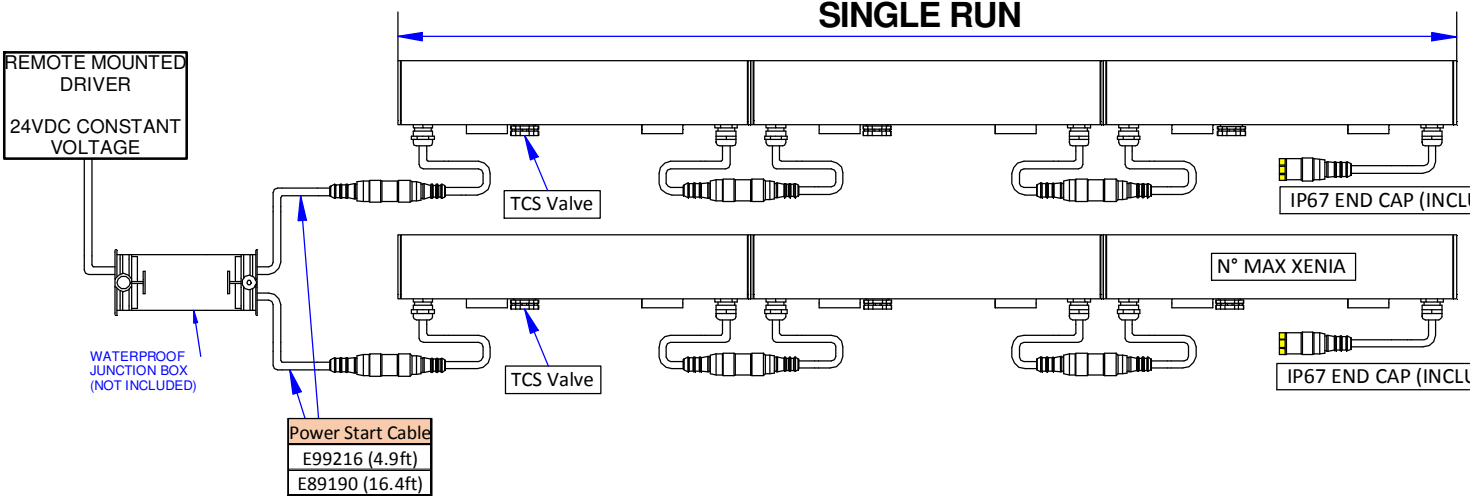 SINGLE RUN
REMOTE MOUNTED
DRIVER
24VDC CONSTANT
VOLTAGE
TCS Valve
IP67 END CAP (INCLU
N° MAX XENIA
WATERPROOF
JUNCTION BOX
(NOT INCLUDED)
TCS Valve
IP67 END CAP (INCLU
Power Start Cable
E99216 (4.9ft)
E89190 (16.4ft)